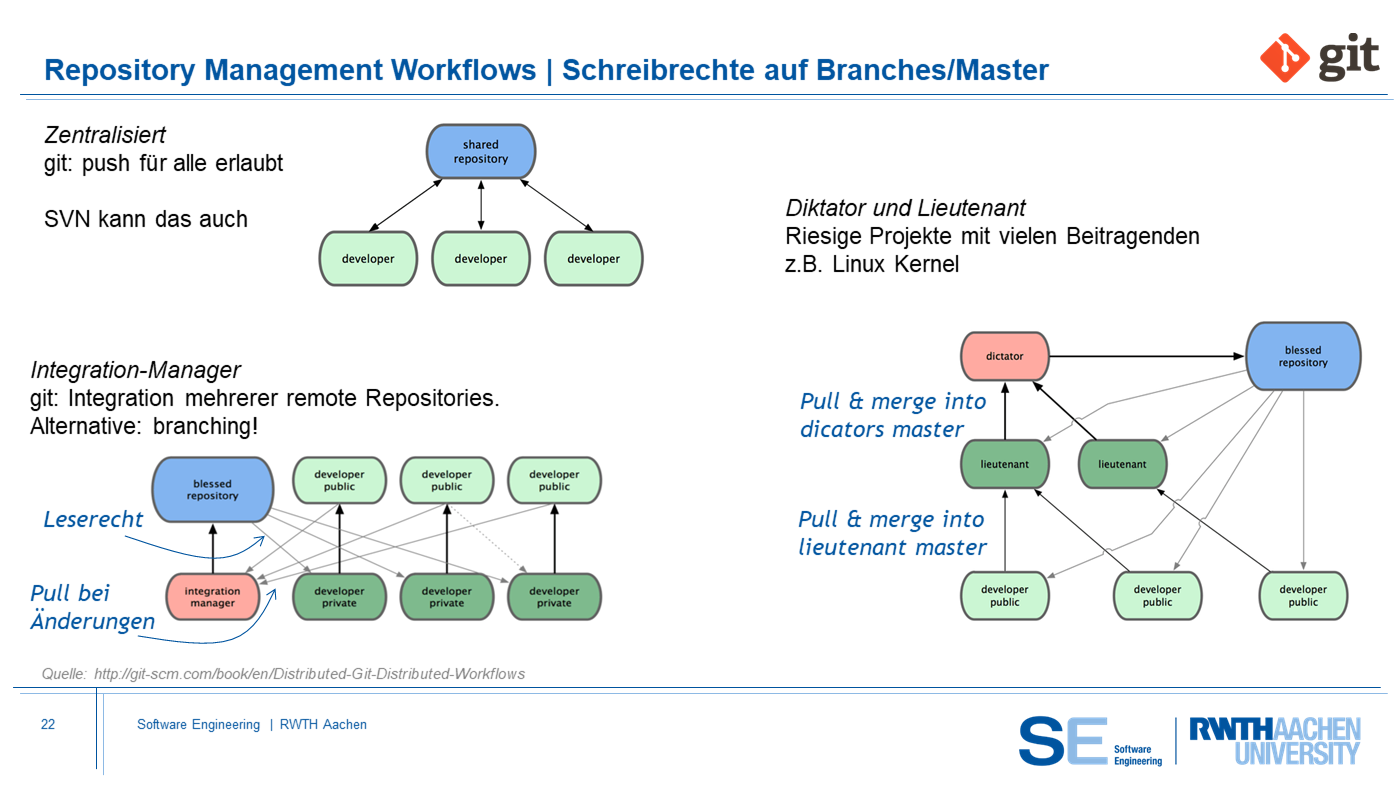 Repository Management Workflows | Schreibrechte auf Branches/Master
git
Zentralisiert
git: push für alle erlaubt
SVN kann das auch
shared
repository
developer
developer
developer
Integration-Manager
git: Integration mehrerer remote Repositories.
Alternative: branching!
blessed
repository
developer
public
developer
public
developer
public
Leserecht
integration
manager
developer
private
developer
private
developer
private
Pull bei
Änderungen
Diktator und Lieutenant
Riesige Projekte mit vielen Beitragenden
z.B. Linux Kernel
dictator
blessed
repository
Pull & merge into
dicators master
lieutenant
lieutenant
Pull & merge into
lieutenant master
developer
public
developer
public
developer
public
Quelle: http://git-scm.com/book/en/Distributed-Git-Distributed-Workflows
22
Software Engineering | RWTH Aachen
SE Software
Engineering
RWTHAACHEN
UNIVERSITY